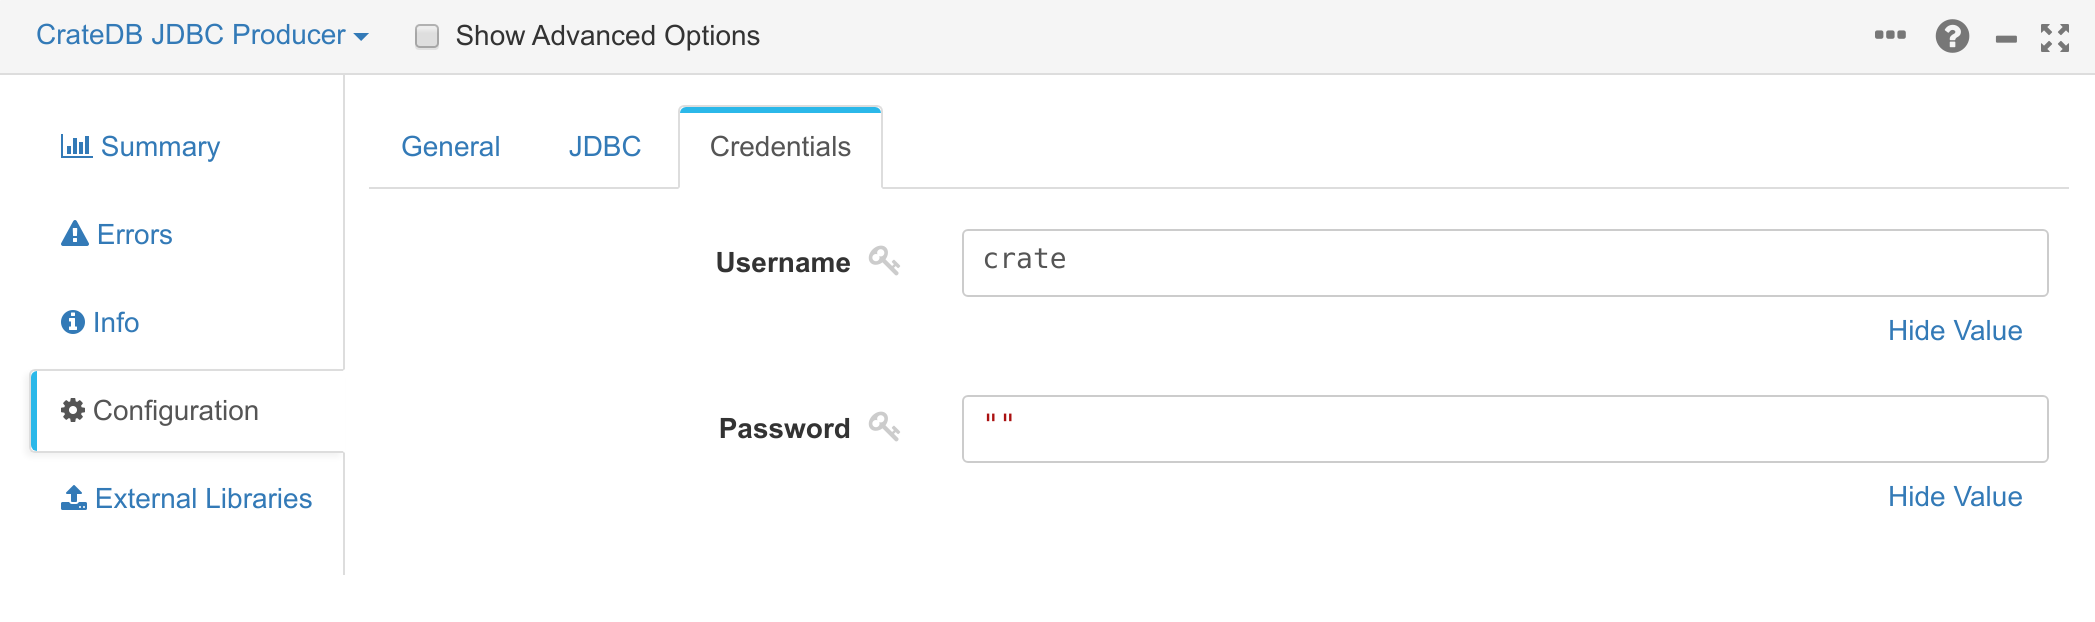 CrateDB JDBC Producer
Show Advanced Options
Summary
Errors
Info
Configuration
External Libraries
General
JDBC
Credentials
Username
crate
Hide Value
Password
""
Hide Value